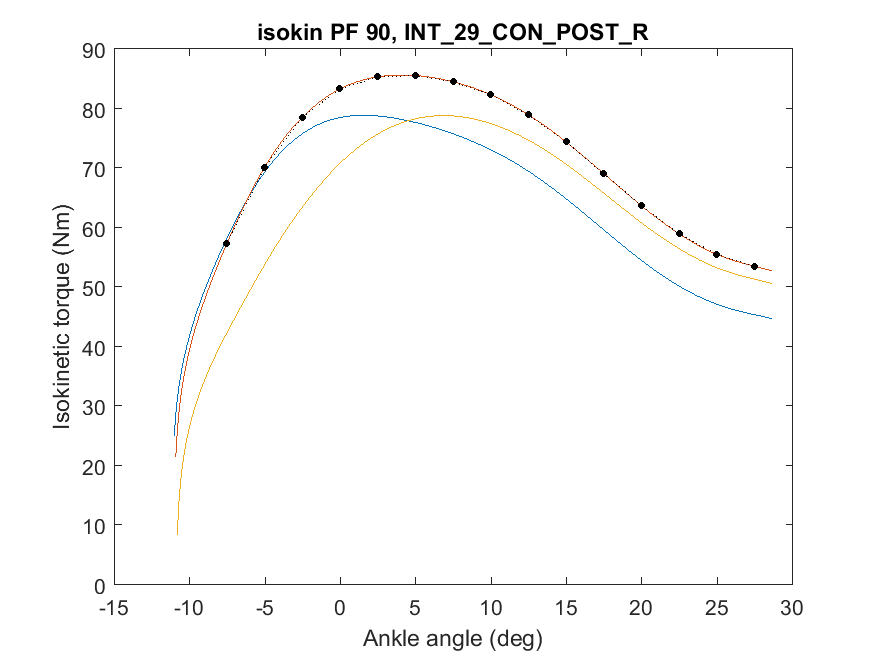 isokin PF 90, INT_29_CON_POST_R
90
80
70
60
50
40
30
20
10
0
Isokinetic torque (Nm)
-15 -10 -5 0 5 10 15 20 25 30
Ankle angle (deg)